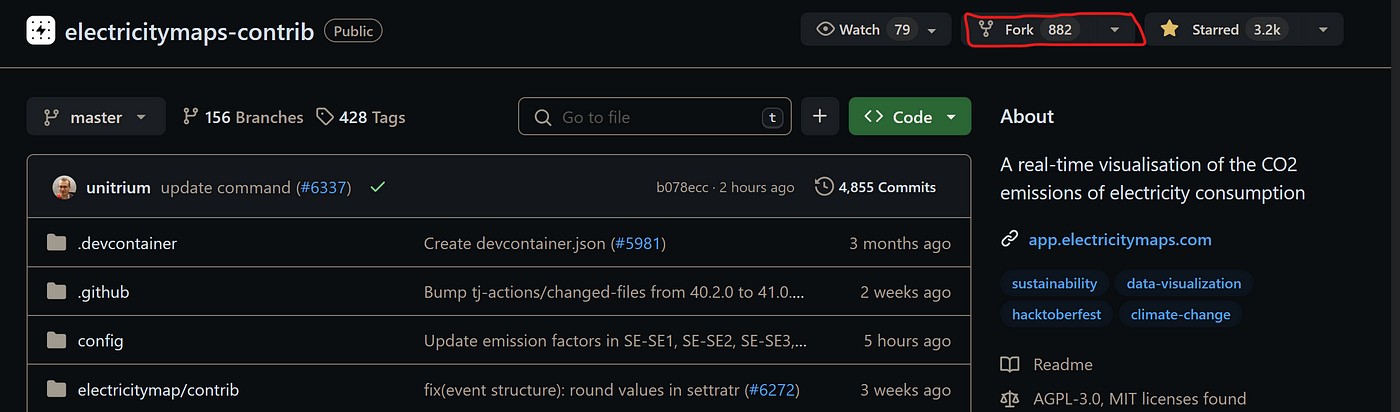 electricitymaps-contrib Public Watch 79 Fork 882 Starred 3.2k
master 156 Branches 428 Tags Go to file t + <> Code About
A real-time visualisation of the CO2
emissions of electricity consumption
unitrium update command (#6337) b078ecc · 2 hours ago 4,855 Commits
.devcontainer Create devcontainer.json (#5981) 3 months ago
.github Bump tj-actions/changed-files from 40.2.0 to 41.0.... 2 weeks ago
config Update emission factors in SE-SE1, SE-SE2, SE-SE3,... 5 hours ago
electricitymap/contrib fix(event structure): round values in settratr (#6272) 3 weeks ago
app.electricitymaps.com
sustainability data-visualization
hacktoberfest climate-change
Readme
AGPL-3.0, MIT licenses found